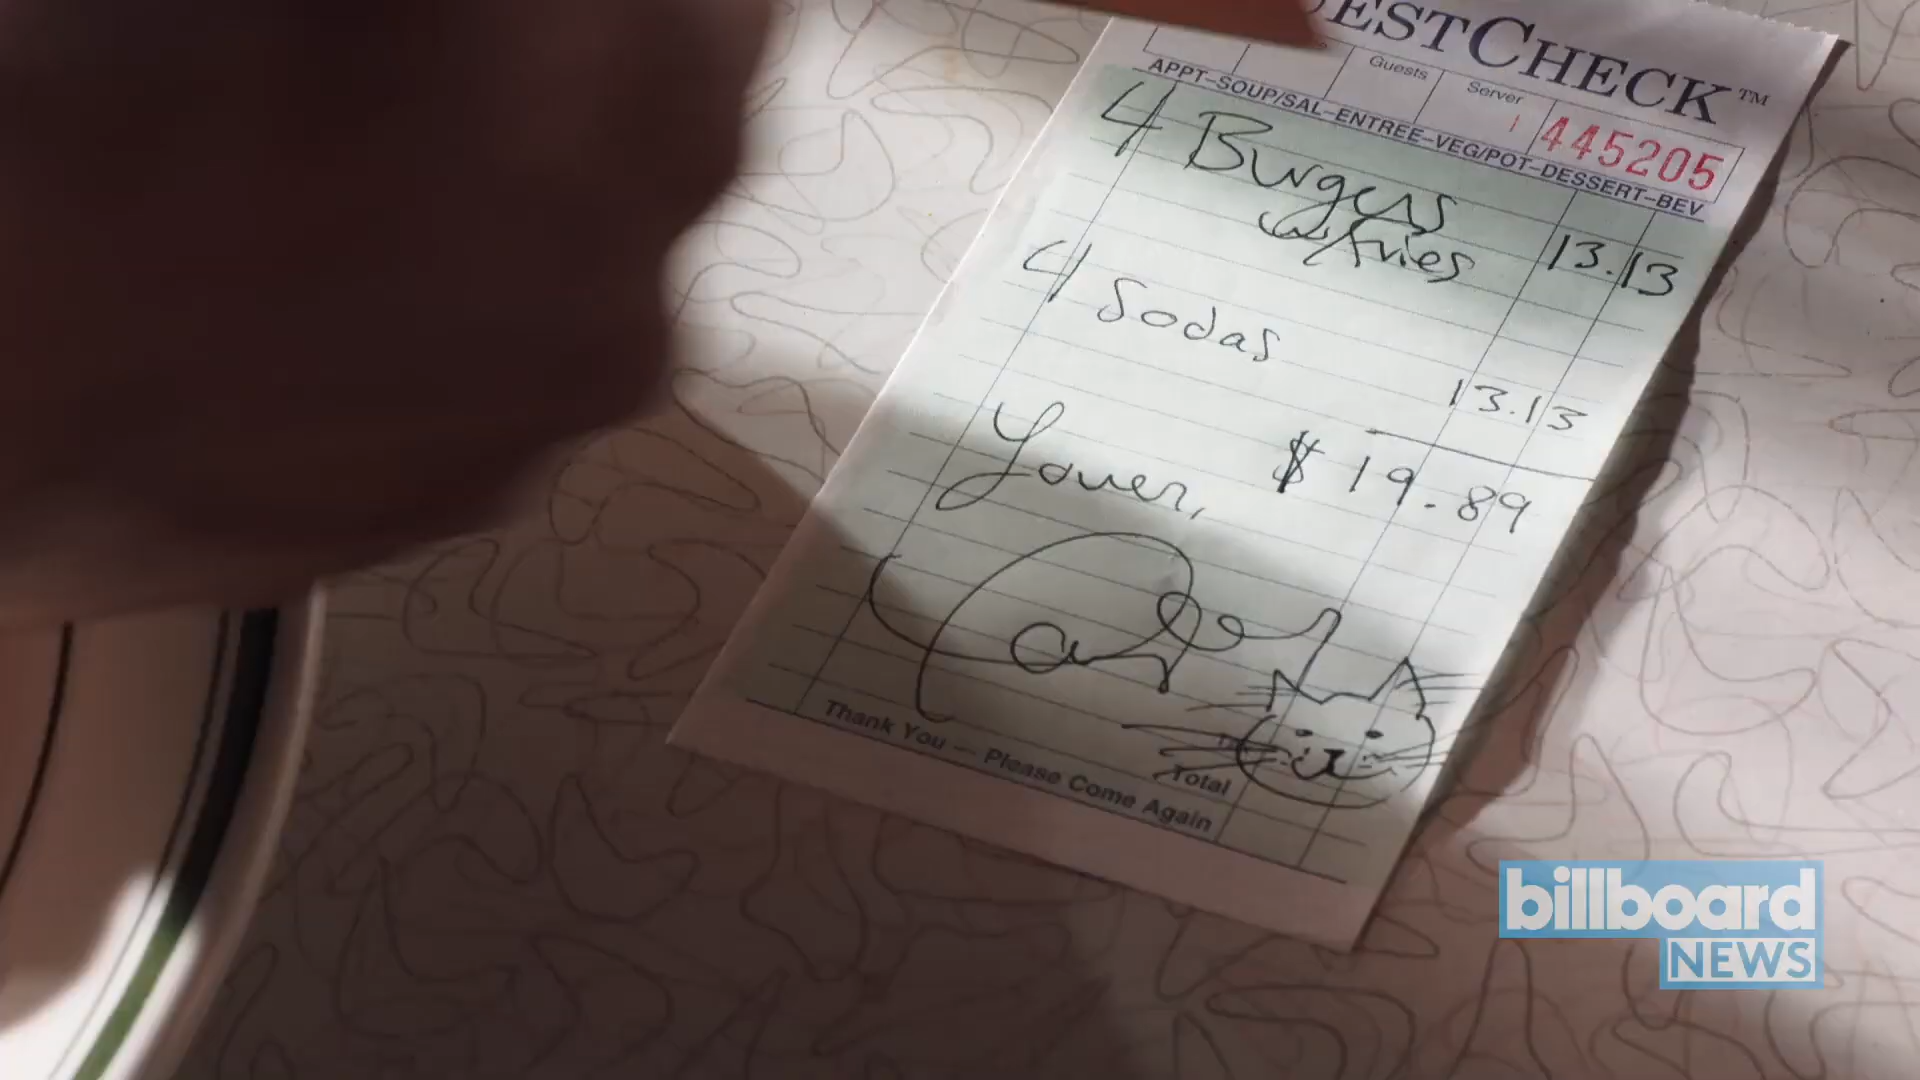 ESTCHECK™
Guests Server
1 445205
APPT–SOUP/SAL–ENTREE–VEG/POT–DESSERT–BEV
4 Burgers
w/fries 13.13
4 Sodas
13.13
Lover, $19.89
Total
Thank You — Please Come Again
billboard
NEWS